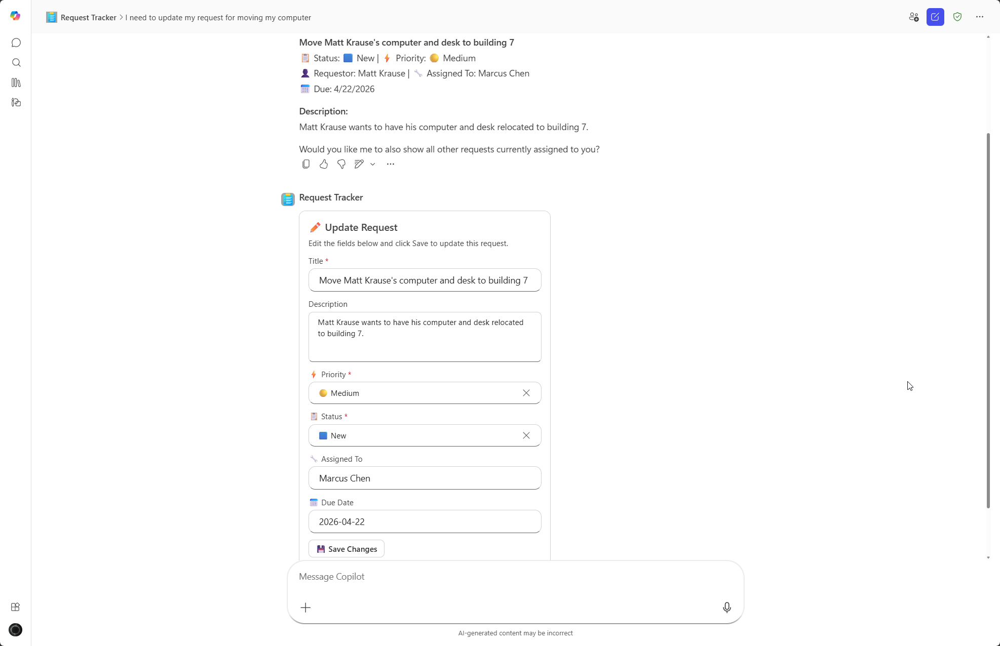 Request Tracker > I need to update my request for moving my computer
Move Matt Krause's computer and desk to building 7
Status: New | Priority: Medium
Requestor: Matt Krause | Assigned To: Marcus Chen
Due: 4/22/2026
Description:
Matt Krause wants to have his computer and desk relocated to building 7.
Would you like me to also show all other requests currently assigned to you?
Request Tracker
Update Request
Edit the fields below and click Save to update this request.
Title *
Move Matt Krause's computer and desk to building 7
Description
Matt Krause wants to have his computer and desk relocated
to building 7.
Priority *
Medium
Status *
New
Assigned To
Marcus Chen
Due Date
2026-04-22
Save Changes
Message Copilot
AI-generated content may be incorrect